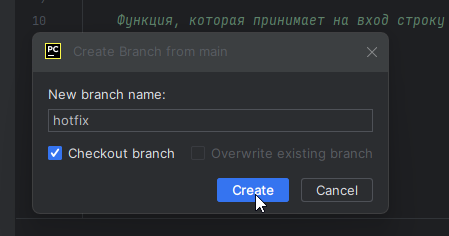 10 Функция, которая принимает на вход строку
PC
Create Branch from main
New branch name:
hotfix
Checkout branch Overwrite existing branch
Create Cancel